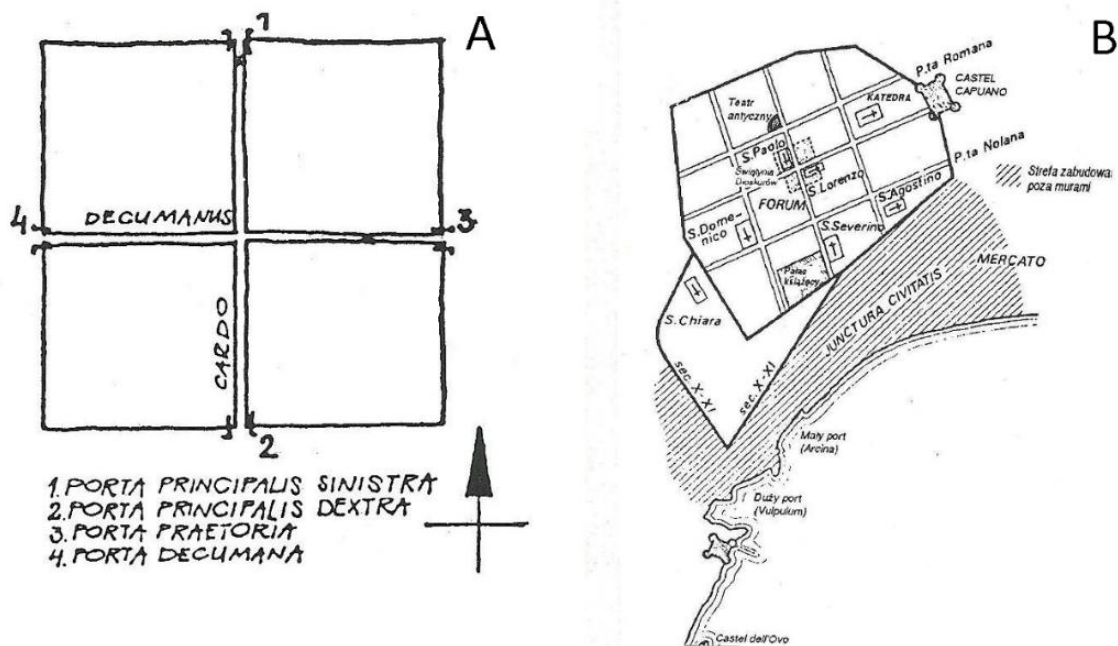 A
1
4
DECUMANUS
3
CARDO
2
1. PORTA PRINCIPALIS SINISTRA
2. PORTA PRINCIPALIS DEXTRA
3. PORTA PRAETORIA
4. PORTA DECUMANA
B
P.ta Romana
CASTEL
CAPUANO
KATEDRA
Teatr
antyczny
P.ta Nolana
S.Paolo
Świątynia
Dioskurów
S.Lorenzo
S.Agostino
Strefa zabudowa
poza murami
FORUM
S.Dome-
nico
S.Severino
Pałac
książęcy
MERCATO
JUNCTURA CIVITATIS
S.Chiara
sec. X-XI
sec. X-XI
Mały port
(Arcina)
Duży port
(Vulpulum)
Castel dell'Ovo